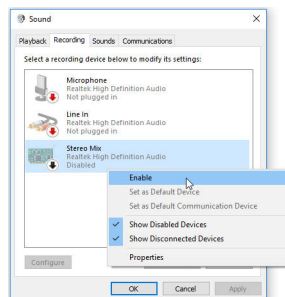 Sound
Playback Recording Sounds Communications
Select a recording device below to modify its settings:
Microphone
Realtek High Definition Audio
Not plugged in
Line In
Realtek High Definition Audio
Not plugged in
Stereo Mix
Realtek High Definition Audio
Disabled
Enable
Set as Default Device
Set as Default Communication Device
Show Disabled Devices
Show Disconnected Devices
Properties
Configure
OK Cancel Apply